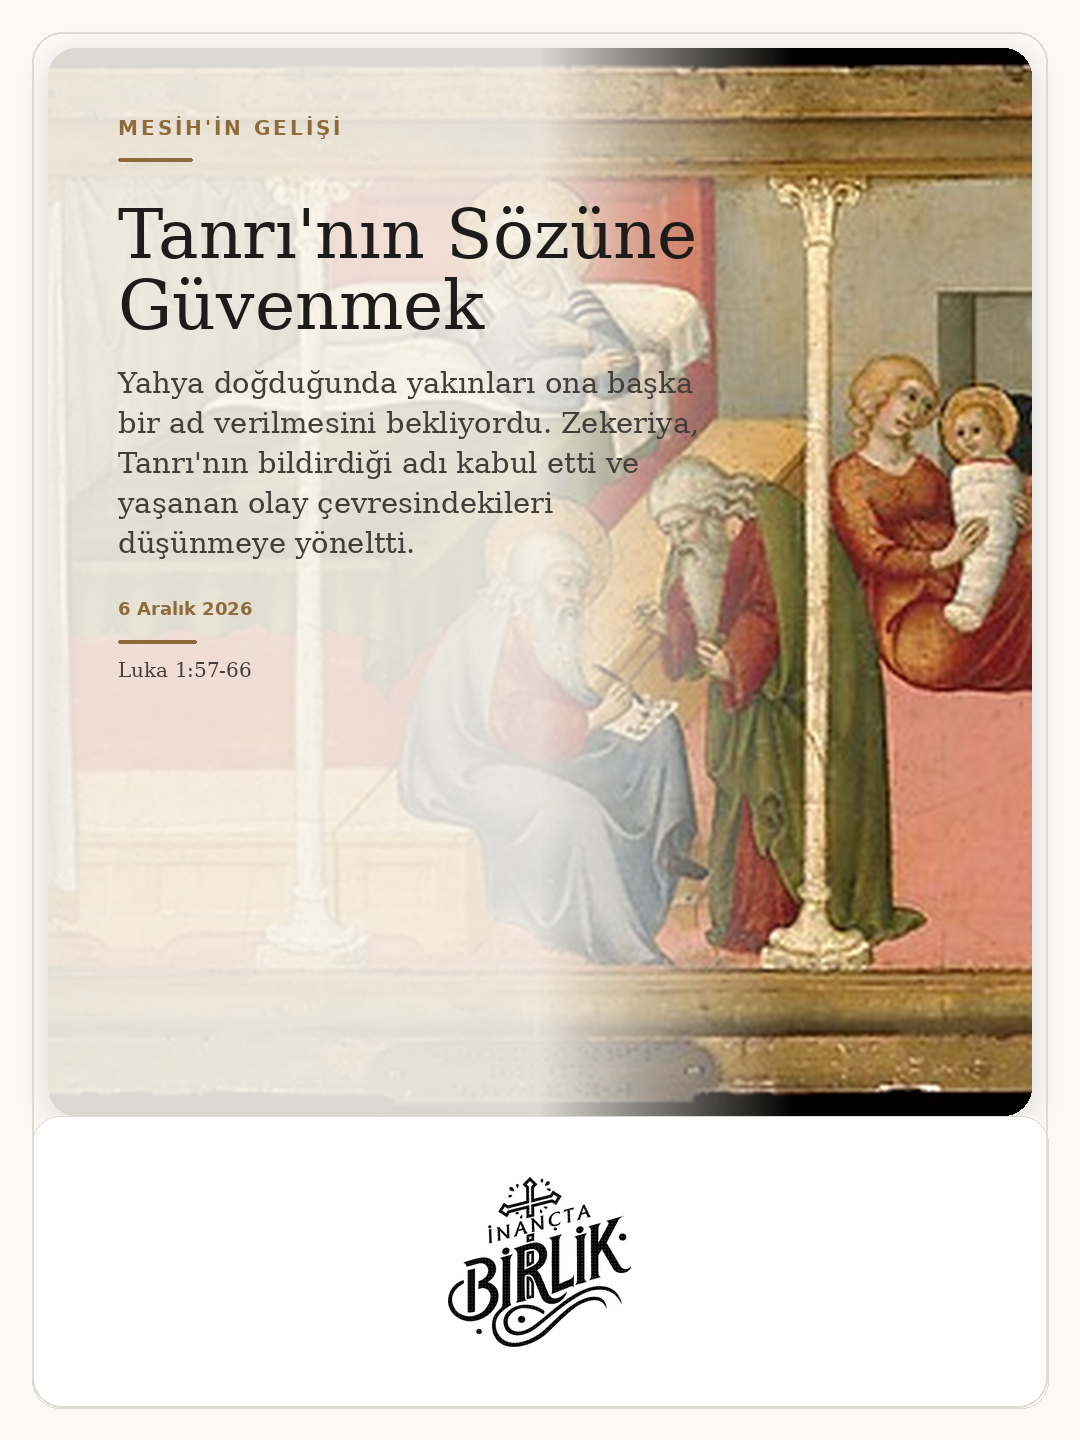 MESİH'İN GELİŞİ
Tanrı'nın Sözüne
Güvenmek
Yahya doğduğunda yakınları ona başka
bir ad verilmesini bekliyordu. Zekeriya,
Tanrı'nın bildirdiği adı kabul etti ve
yaşanan olay çevresindekileri
düşünmeye yöneltti.
6 Aralık 2026
Luka 1:57-66
İNANÇTA
BİRLİK